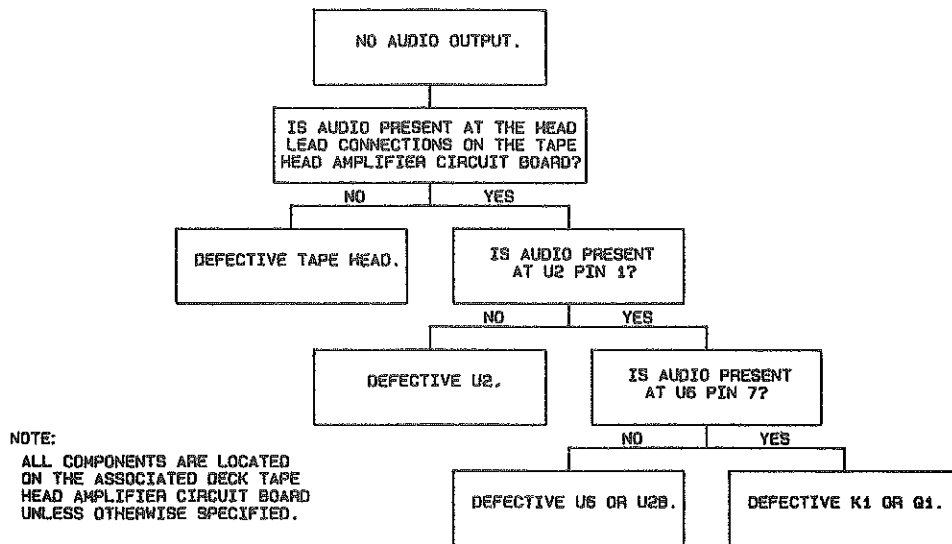 NO AUDIO OUTPUT.
IS AUDIO PRESENT AT THE HEAD
LEAD CONNECTIONS ON THE TAPE
HEAD AMPLIFIER CIRCUIT BOARD?
NO
YES
DEFECTIVE TAPE HEAD.
IS AUDIO PRESENT
AT U2 PIN 1?
NO
YES
DEFECTIVE U2.
IS AUDIO PRESENT
AT U6 PIN 7?
NO
YES
DEFECTIVE U6 OR U2B.
DEFECTIVE K1 OR Q1.
NOTE:
ALL COMPONENTS ARE LOCATED
ON THE ASSOCIATED DECK TAPE
HEAD AMPLIFIER CIRCUIT BOARD
UNLESS OTHERWISE SPECIFIED.